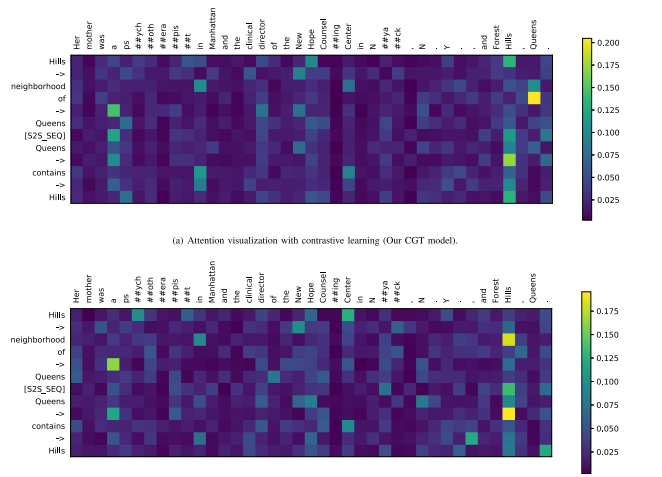 Her mother was a ps ##ych ##oth ##era ##pis ##t in Manhattan and the clinical director of the New Hope Counsel ##ing Center in N ##ya ##ck , N . Y . , and Forest Hills , Queens .
Hills
->
neighborhood
of
->
Queens
[S2S_SEQ]
Queens
->
contains
->
Hills
0.200
0.175
0.150
0.125
0.100
0.075
0.050
0.025
(a) Attention visualization with contrastive learning (Our CGT model).
Her mother was a ps ##ych ##oth ##era ##pis ##t in Manhattan and the clinical director of the New Hope Counsel ##ing Center in N ##ya ##ck , N . Y . , and Forest Hills , Queens .
Hills
->
neighborhood
of
->
Queens
[S2S_SEQ]
Queens
->
contains
->
Hills
0.175
0.150
0.125
0.100
0.075
0.050
0.025